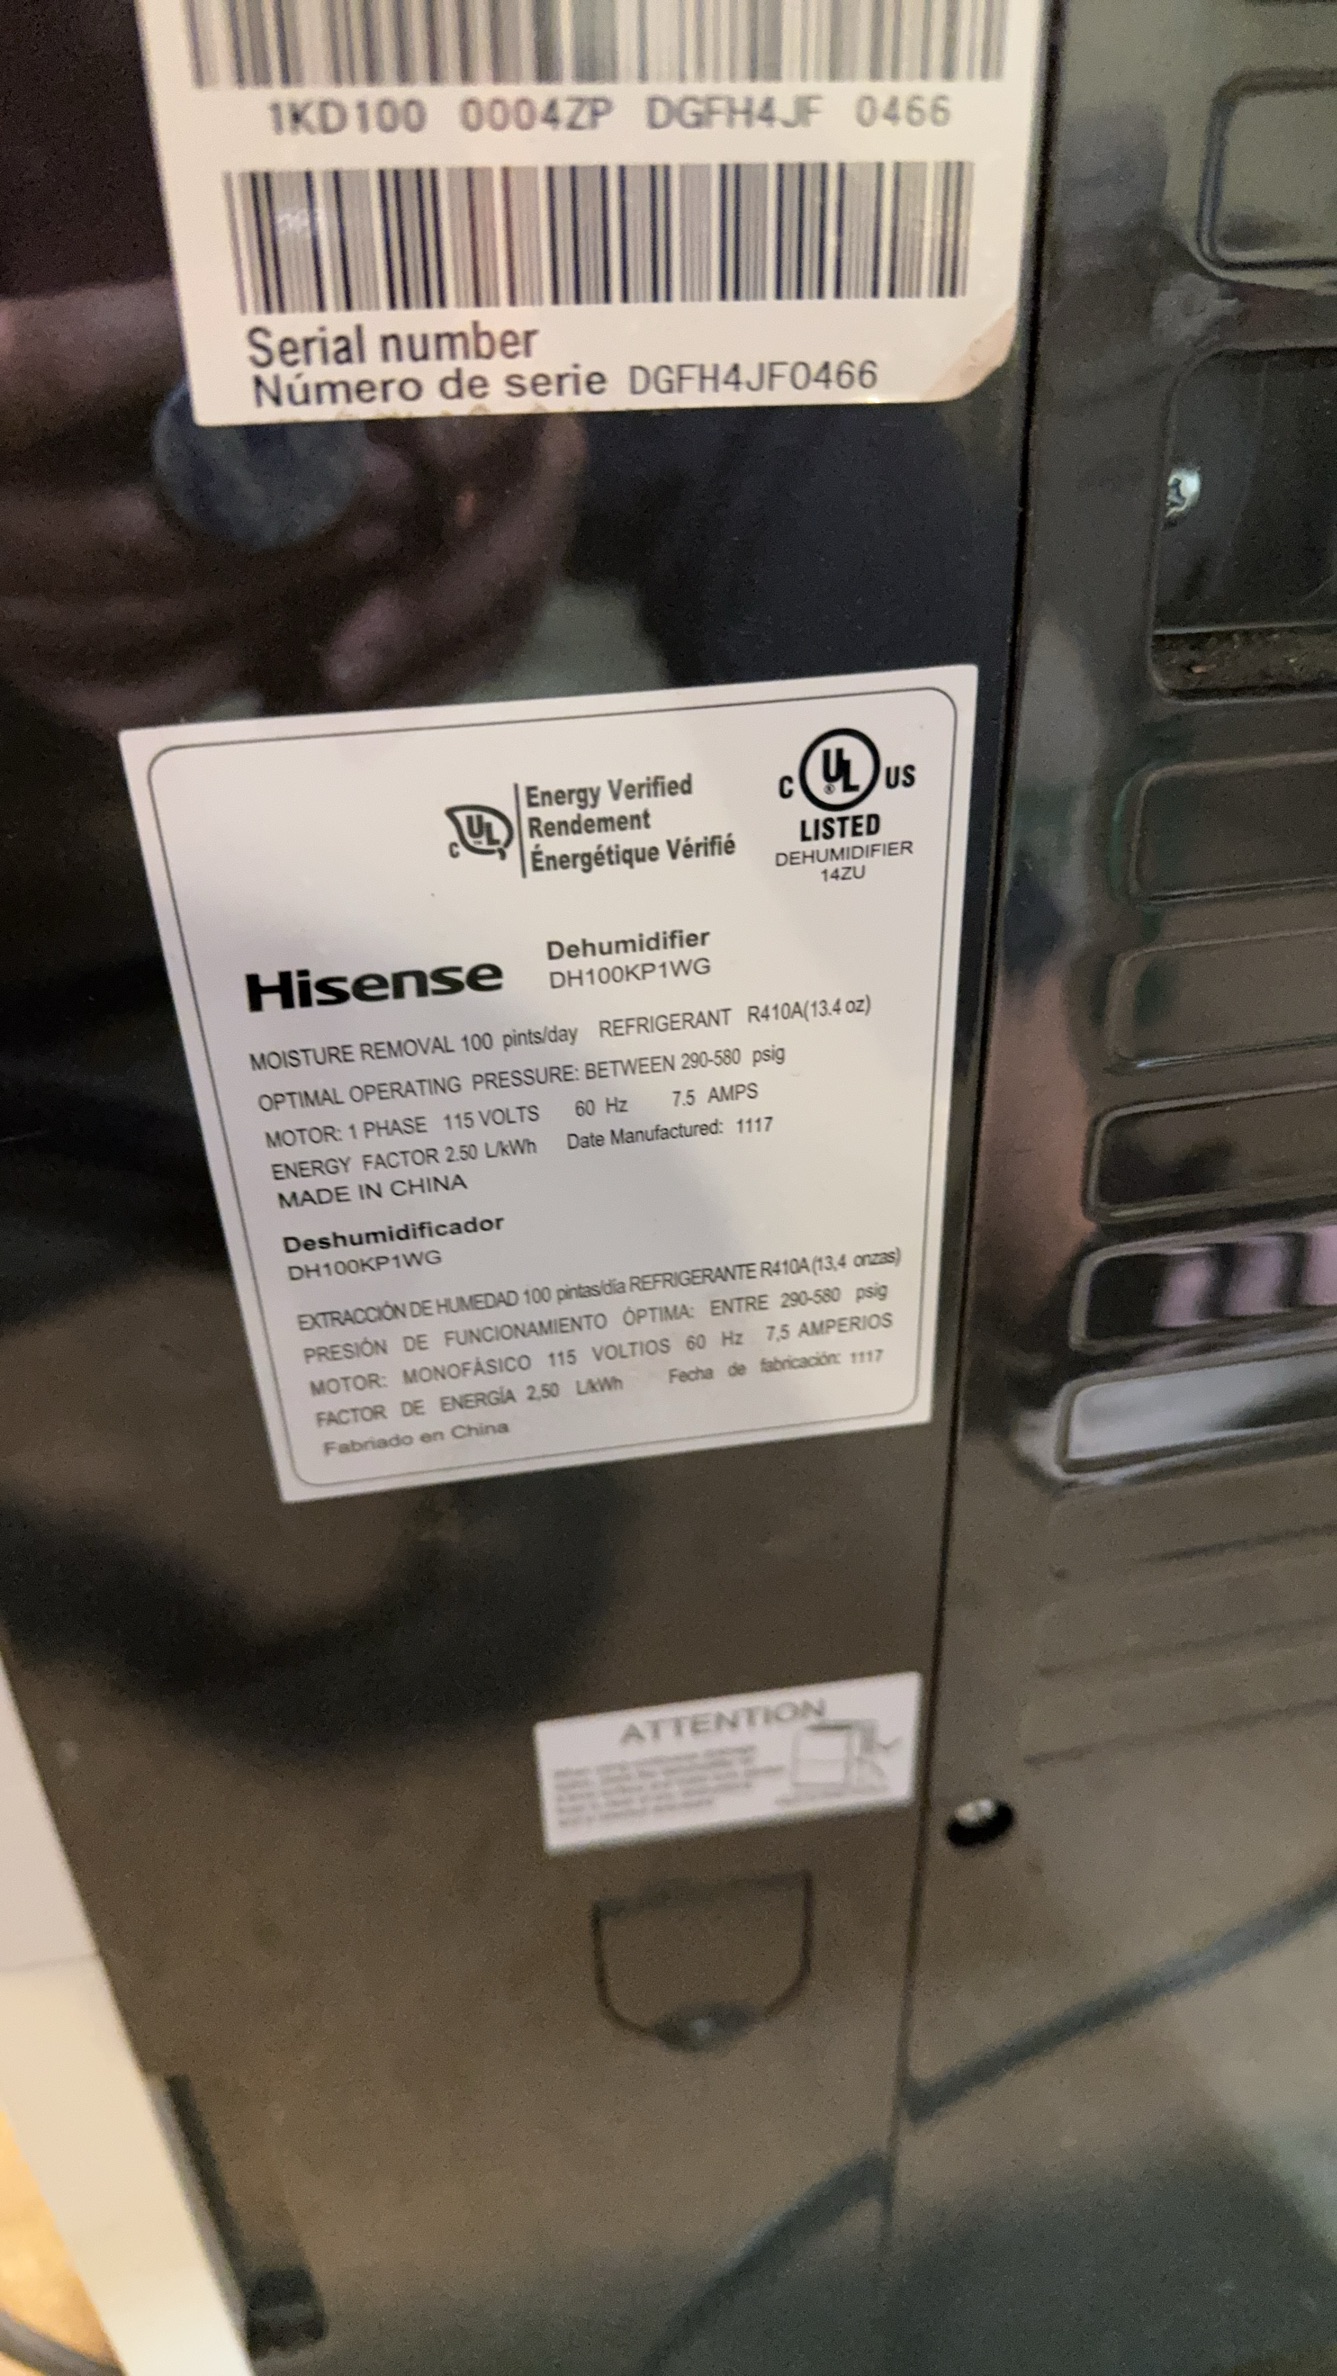 1KD100 0004ZP DGFH4JF 0466
Serial number
Número de serie DGFH4JF0466
UL
C
Energy Verified
Rendement
Énergétique Vérifié
C UL US
®
LISTED
DEHUMIDIFIER
14ZU
Hisense
Dehumidifier
DH100KP1WG
MOISTURE REMOVAL 100 pints/day REFRIGERANT R410A(13.4 oz)
OPTIMAL OPERATING PRESSURE: BETWEEN 290-580 psig
MOTOR: 1 PHASE 115 VOLTS 60 Hz 7.5 AMPS
ENERGY FACTOR 2.50 L/kWh Date Manufactured: 1117
MADE IN CHINA
Deshumidificador
DH100KP1WG
EXTRACCIÓN DE HUMEDAD 100 pintas/día REFRIGERANTE R410A (13,4 onzas)
PRESIÓN DE FUNCIONAMIENTO ÓPTIMA: ENTRE 290-580 psig
MOTOR: MONOFÁSICO 115 VOLTIOS 60 Hz 7,5 AMPERIOS
FACTOR DE ENERGÍA 2,50 L/kWh Fecha de fabricación: 1117
Fabriado en China
ATTENTION